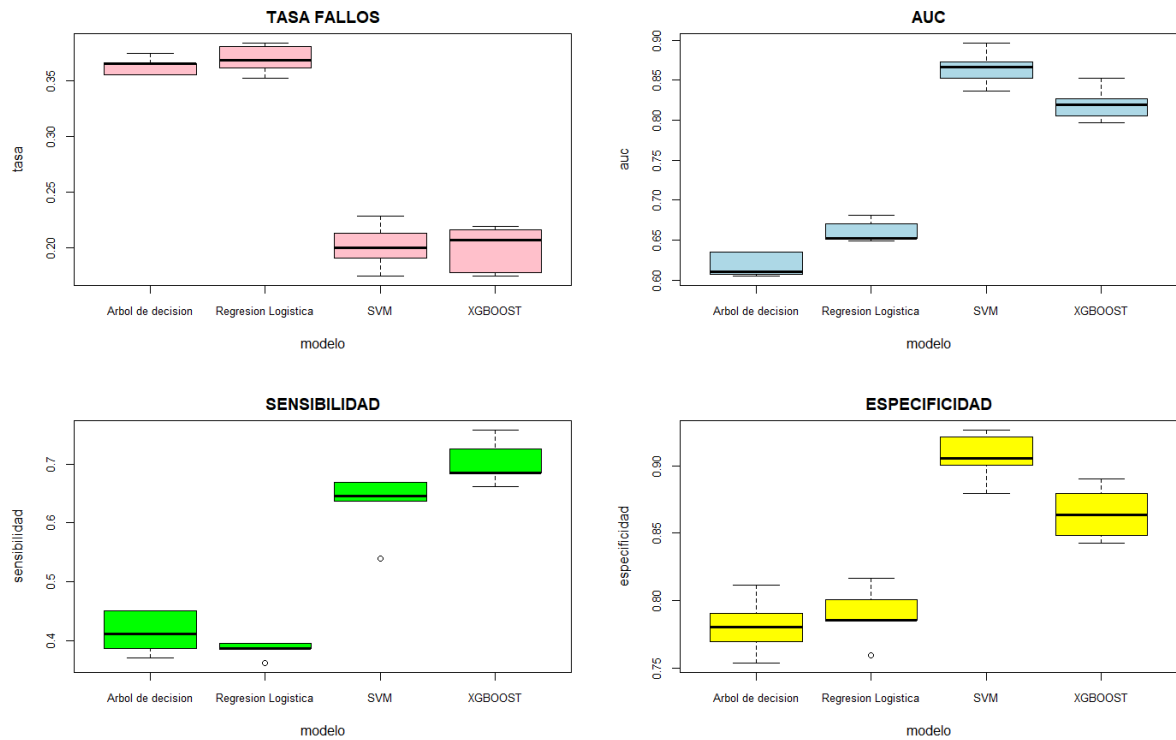 TASA FALLOS
tasa
0.35
0.30
0.25
0.20
Arbol de decision Regresion Logistica SVM XGBOOST
modelo
AUC
auc
0.90
0.85
0.80
0.75
0.70
0.65
0.60
Arbol de decision Regresion Logistica SVM XGBOOST
modelo
SENSIBILIDAD
sensibilidad
0.7
0.6
0.5
0.4
Arbol de decision Regresion Logistica SVM XGBOOST
modelo
ESPECIFICIDAD
especificidad
0.90
0.85
0.80
0.75
Arbol de decision Regresion Logistica SVM XGBOOST
modelo